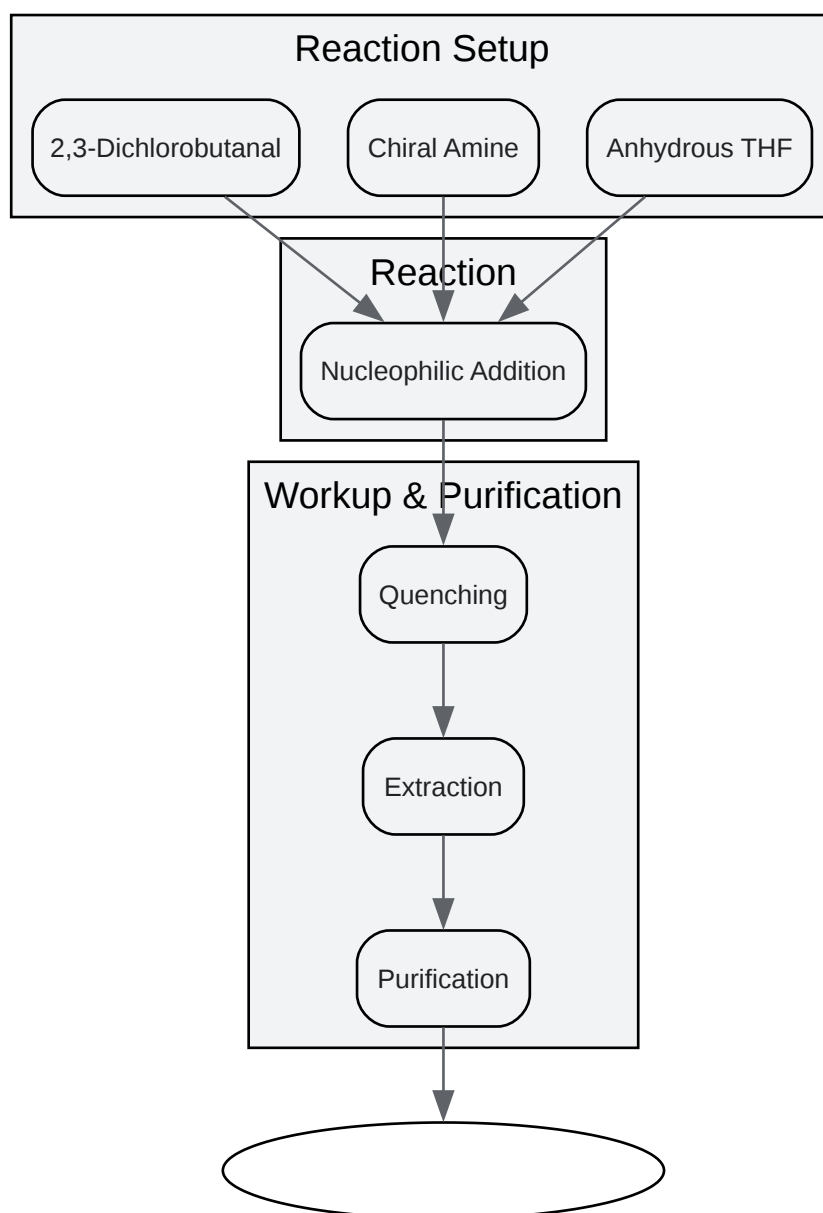 Reaction Setup
2,3-Dichlorobutanal
Chiral Amine
Anhydrous THF
Reaction
Nucleophilic Addition
Workup & Purification
Quenching
Extraction
Purification